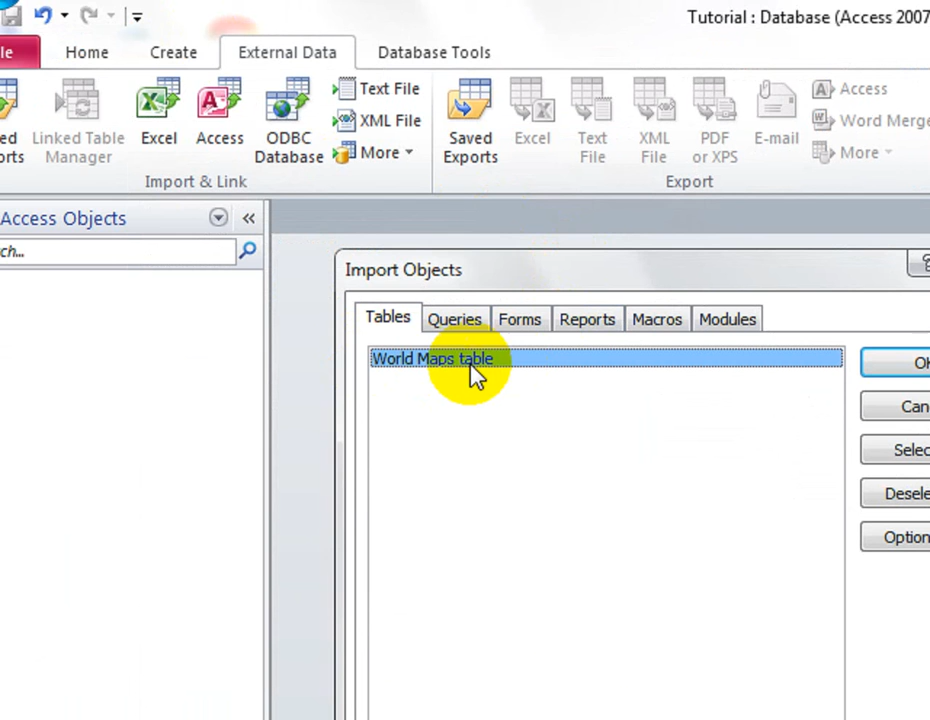 Tutorial : Database (Access 2007
Home Create External Data Database Tools
Linked Table Manager
Excel
Access
ODBC Database
Text File
XML File
More
Saved Exports
Excel
Text File
XML File
PDF or XPS
E-mail
Access
Word Merge
More
Import & Link
Export
Access Objects
Import Objects
Tables Queries Forms Reports Macros Modules
World Maps table